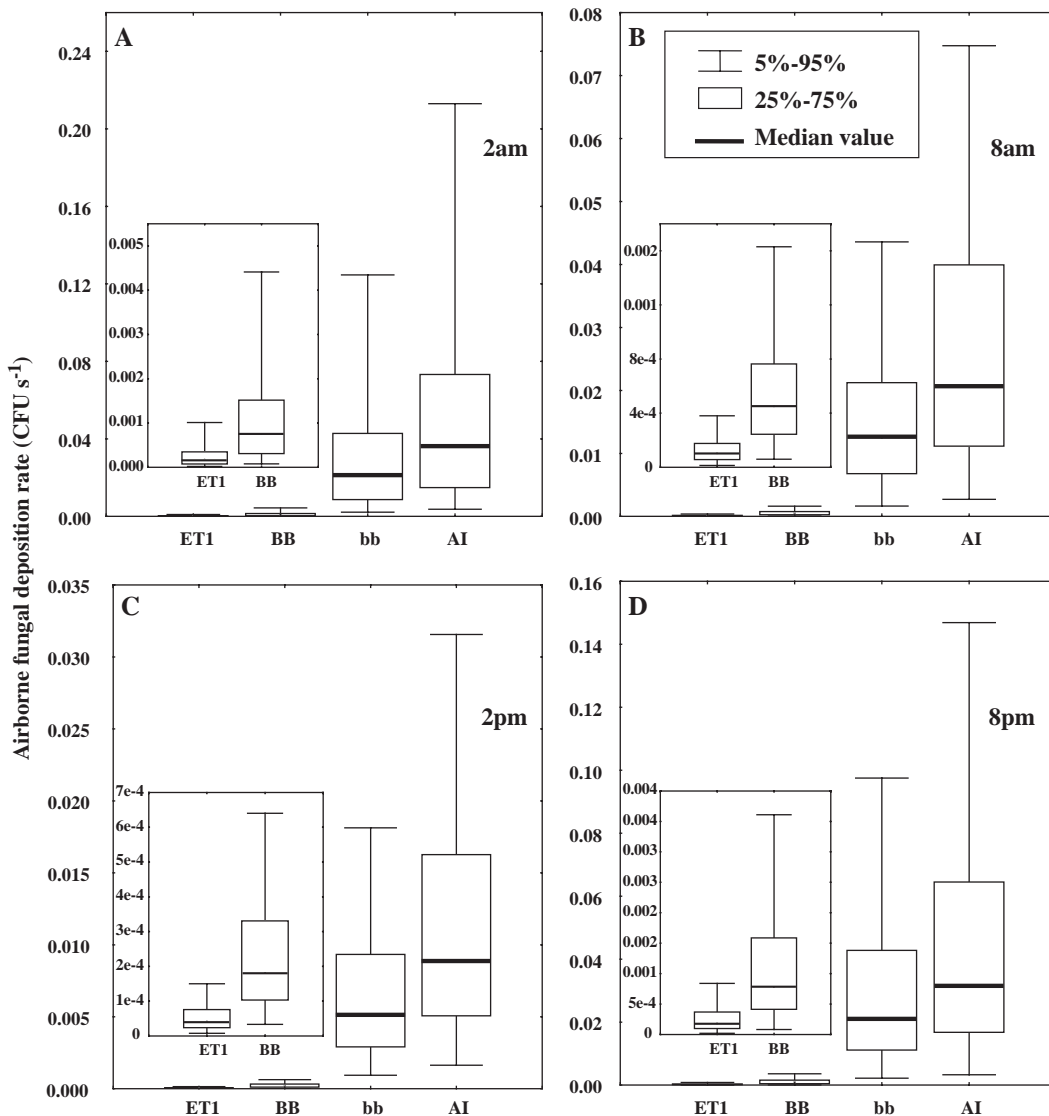 Airborne fungal deposition rate (CFU s-1)
A
2am
0.24
0.20
0.16
0.12
0.08
0.04
0.00
0.005
0.004
0.003
0.002
0.001
0.000
ET1 BB
ET1 BB bb AI
B
5%-95%
25%-75%
Median value
8am
0.08
0.07
0.06
0.05
0.04
0.03
0.02
0.01
0.00
0.002
0.001
8e-4
4e-4
0
ET1 BB
ET1 BB bb AI
C
2pm
0.035
0.030
0.025
0.020
0.015
0.010
0.005
0.000
7e-4
6e-4
5e-4
4e-4
3e-4
2e-4
1e-4
0
ET1 BB
ET1 BB bb AI
D
8pm
0.16
0.14
0.12
0.10
0.08
0.06
0.04
0.02
0.00
0.004
0.004
0.003
0.003
0.002
0.002
0.001
5e-4
0
ET1 BB
ET1 BB bb AI